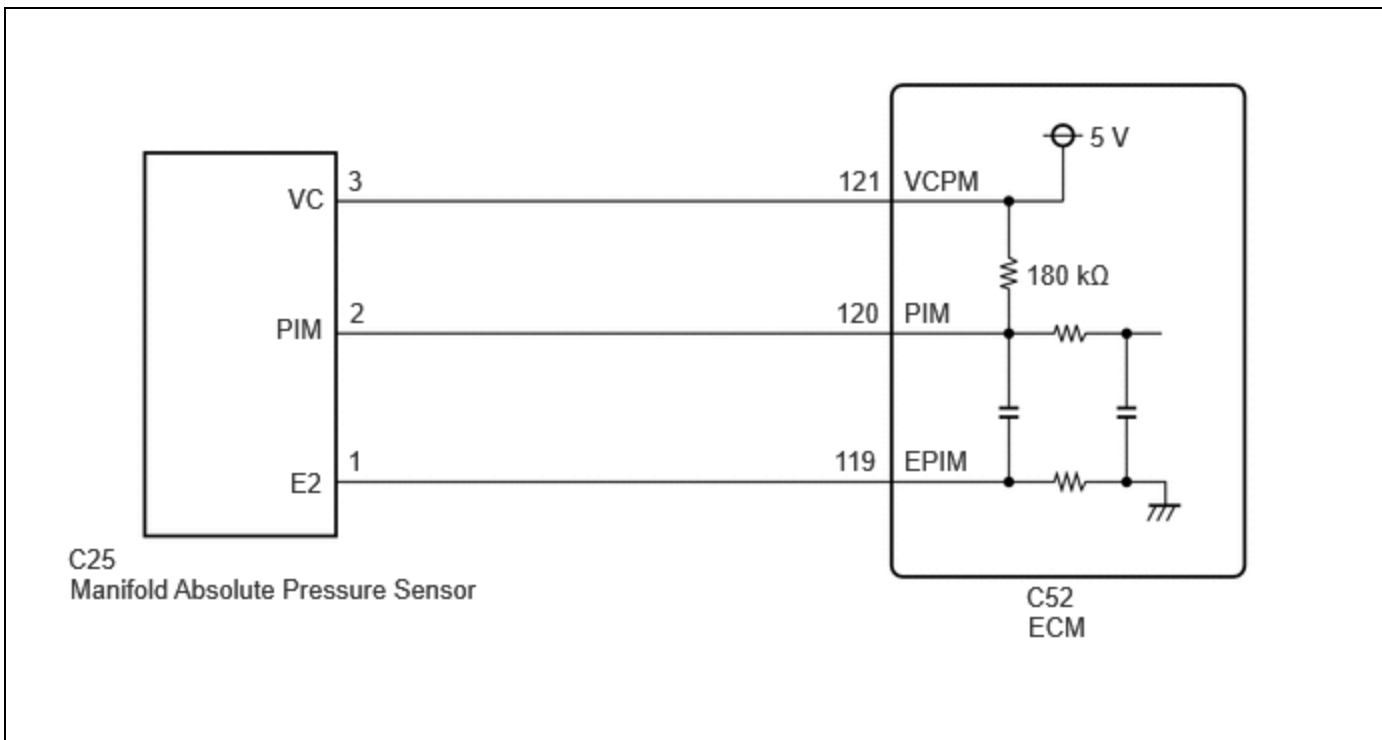 5 V
VC
3
121
VCPM
180 kΩ
PIM
2
120
PIM
E2
1
119
EPIM
C25
Manifold Absolute Pressure Sensor
C52
ECM